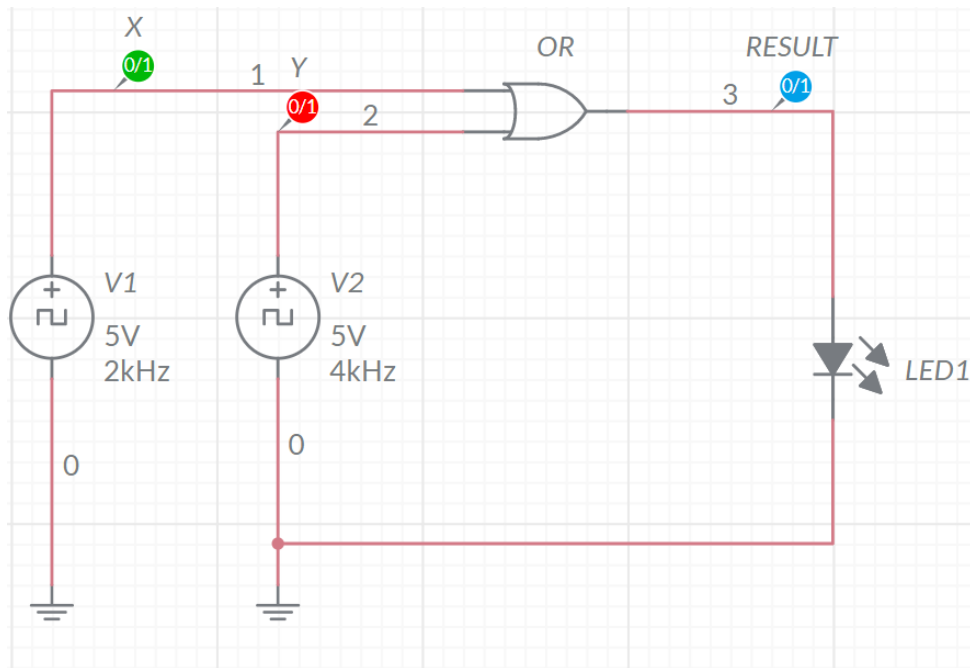 X
0/1
1
Y
0/1
2
OR
RESULT
3
0/1
V1
5V
2kHz
V2
5V
4kHz
LED1
0
0